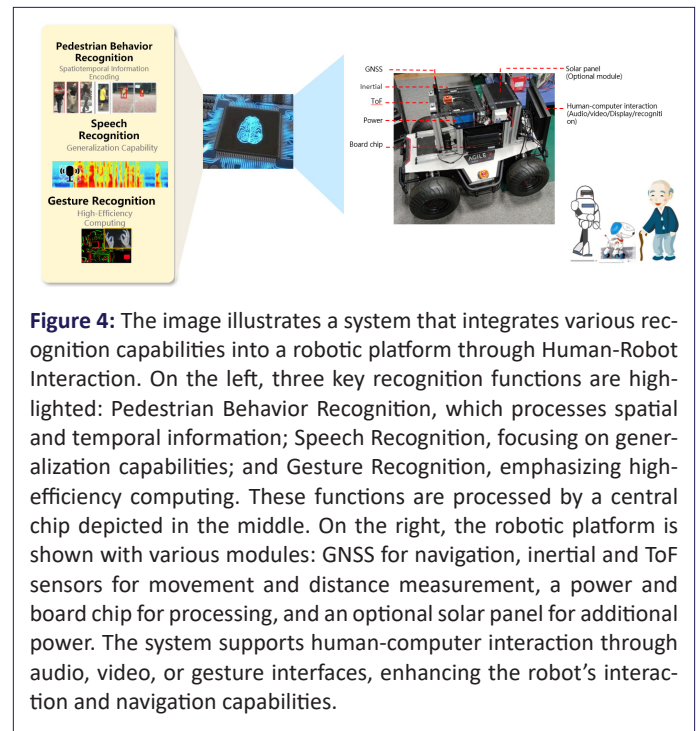 Pedestrian Behavior
Recognition
Spatiotemporal Information
Encoding
Speech
Recognition
Generalization Capability
Gesture Recognition
High-Efficiency
Computing
GNSS
Inertial
ToF
Power
Board chip
Solar panel
(Optional module)
Human-computer interaction
(Audio/video/Display/recogniti
on)
AGILE
Figure 4: The image illustrates a system that integrates various rec-
ognition capabilities into a robotic platform through Human-Robot
Interaction. On the left, three key recognition functions are high-
lighted: Pedestrian Behavior Recognition, which processes spatial
and temporal information; Speech Recognition, focusing on gener-
alization capabilities; and Gesture Recognition, emphasizing high-
efficiency computing. These functions are processed by a central
chip depicted in the middle. On the right, the robotic platform is
shown with various modules: GNSS for navigation, inertial and ToF
sensors for movement and distance measurement, a power and
board chip for processing, and an optional solar panel for additional
power. The system supports human-computer interaction through
audio, video, or gesture interfaces, enhancing the robot’s interac-
tion and navigation capabilities.